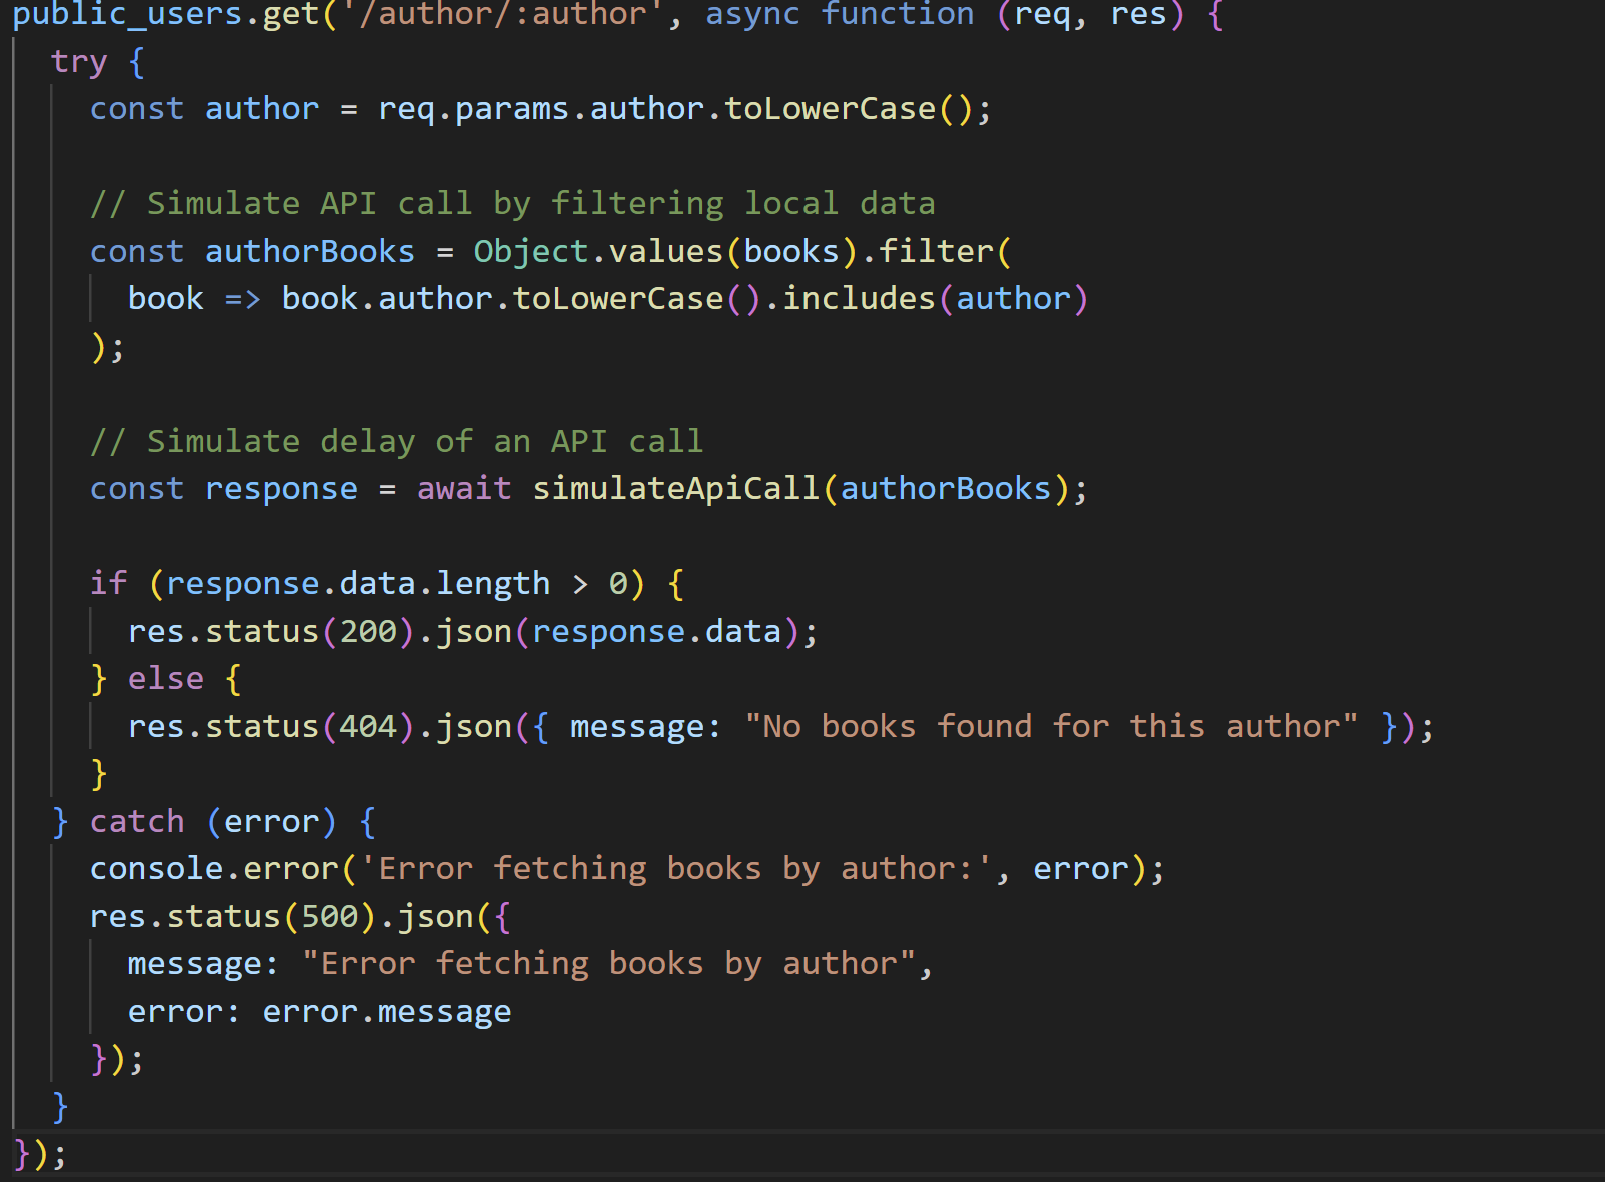 public_users.get('/author/:author', async function (req, res) {
  try {
    const author = req.params.author.toLowerCase();

    // Simulate API call by filtering local data
    const authorBooks = Object.values(books).filter(
      book => book.author.toLowerCase().includes(author)
    );

    // Simulate delay of an API call
    const response = await simulateApiCall(authorBooks);

    if (response.data.length > 0) {
      res.status(200).json(response.data);
    } else {
      res.status(404).json({ message: "No books found for this author" });
    }
  } catch (error) {
    console.error('Error fetching books by author:', error);
    res.status(500).json({
      message: "Error fetching books by author",
      error: error.message
    });
  }
});